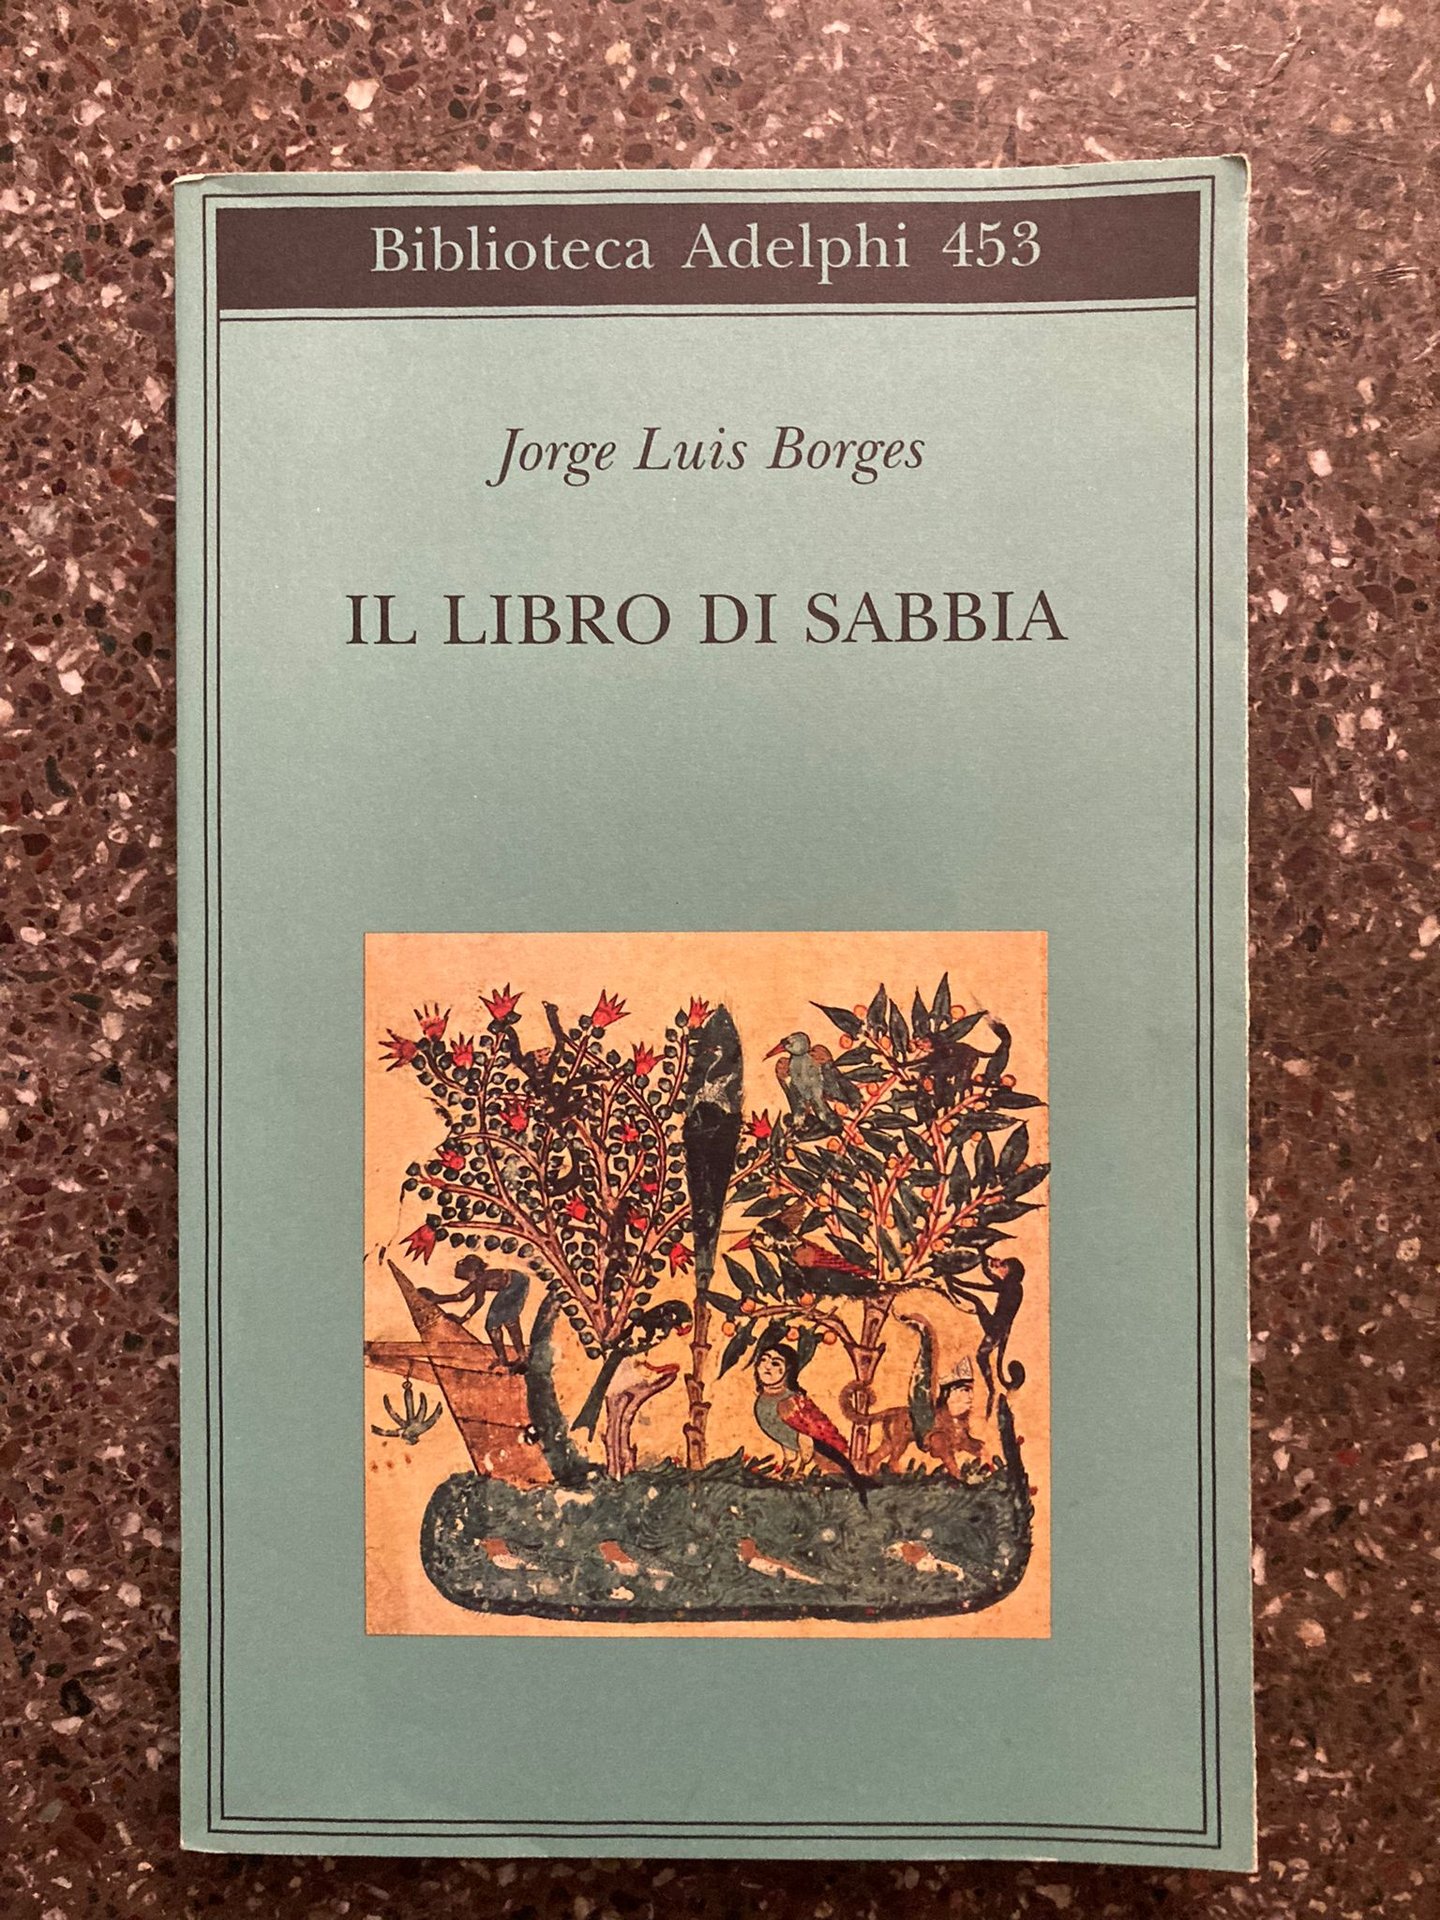 Biblioteca Adelphi 453
Jorge Luis Borges
IL LIBRO DI SABBIA